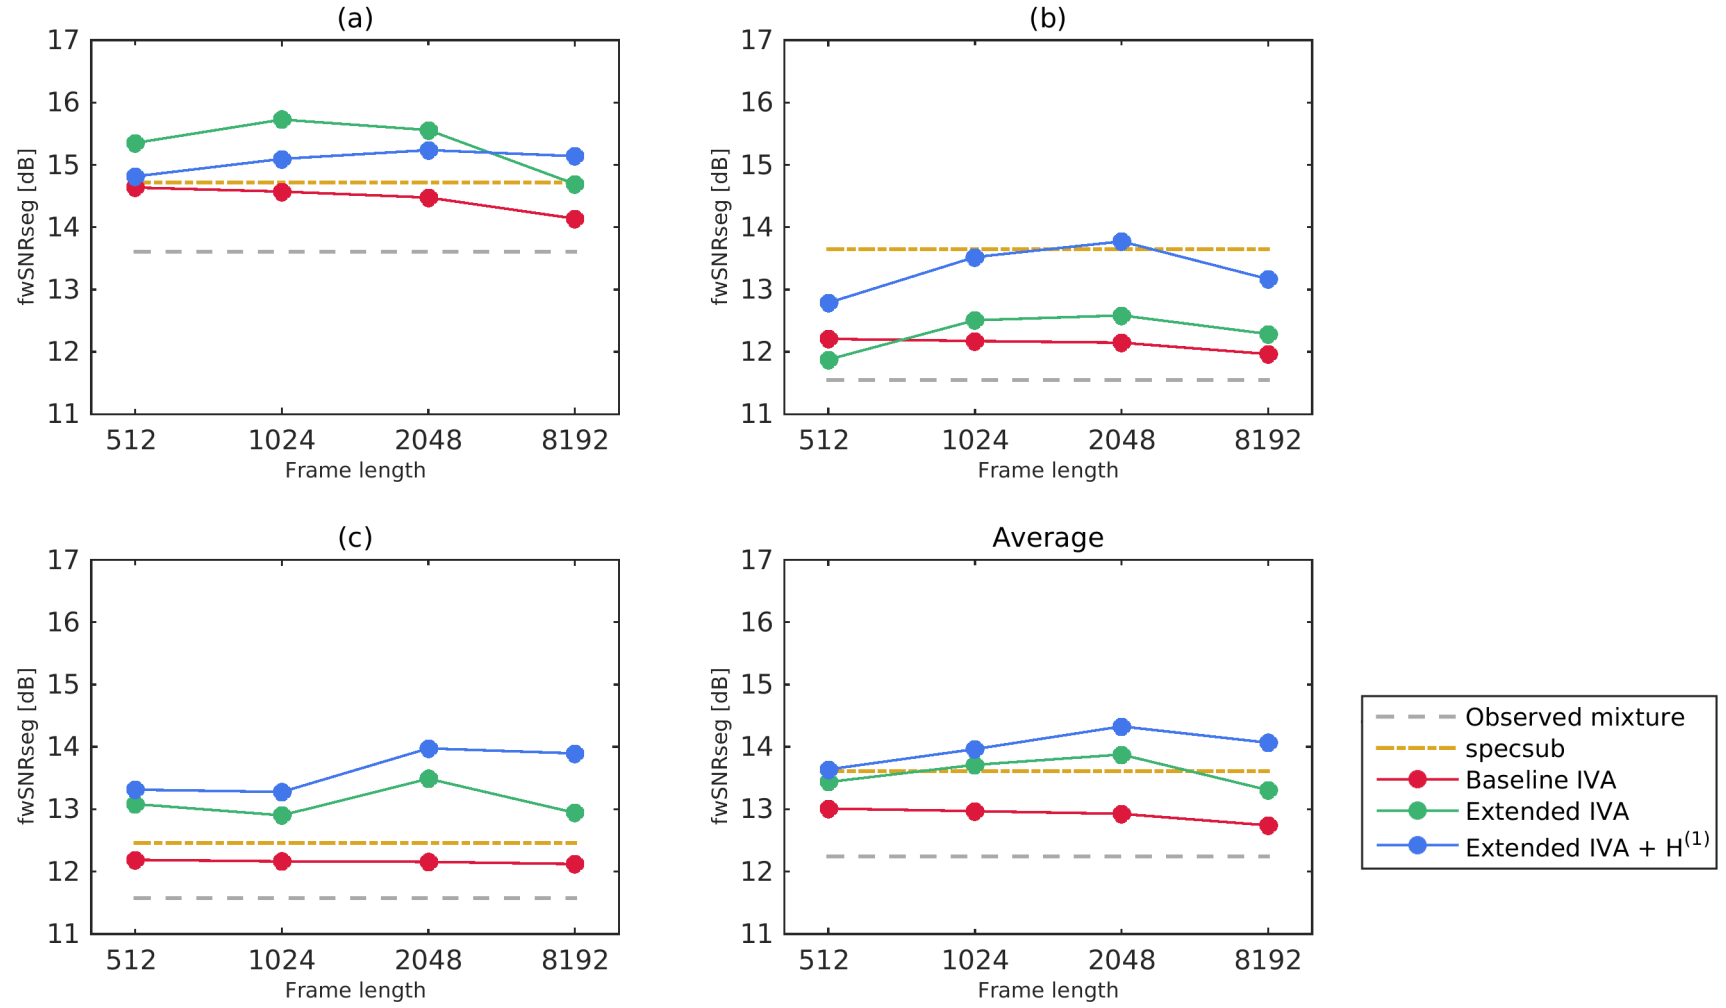 (a)
17
16
15
14
13
12
11
fwSNRseg [dB]
512 1024 2048 8192
Frame length
(b)
17
16
15
14
13
12
11
fwSNRseg [dB]
512 1024 2048 8192
Frame length
(c)
17
16
15
14
13
12
11
fwSNRseg [dB]
512 1024 2048 8192
Frame length
Average
17
16
15
14
13
12
11
fwSNRseg [dB]
512 1024 2048 8192
Frame length
Observed mixture
specsub
Baseline IVA
Extended IVA
Extended IVA + H(1)